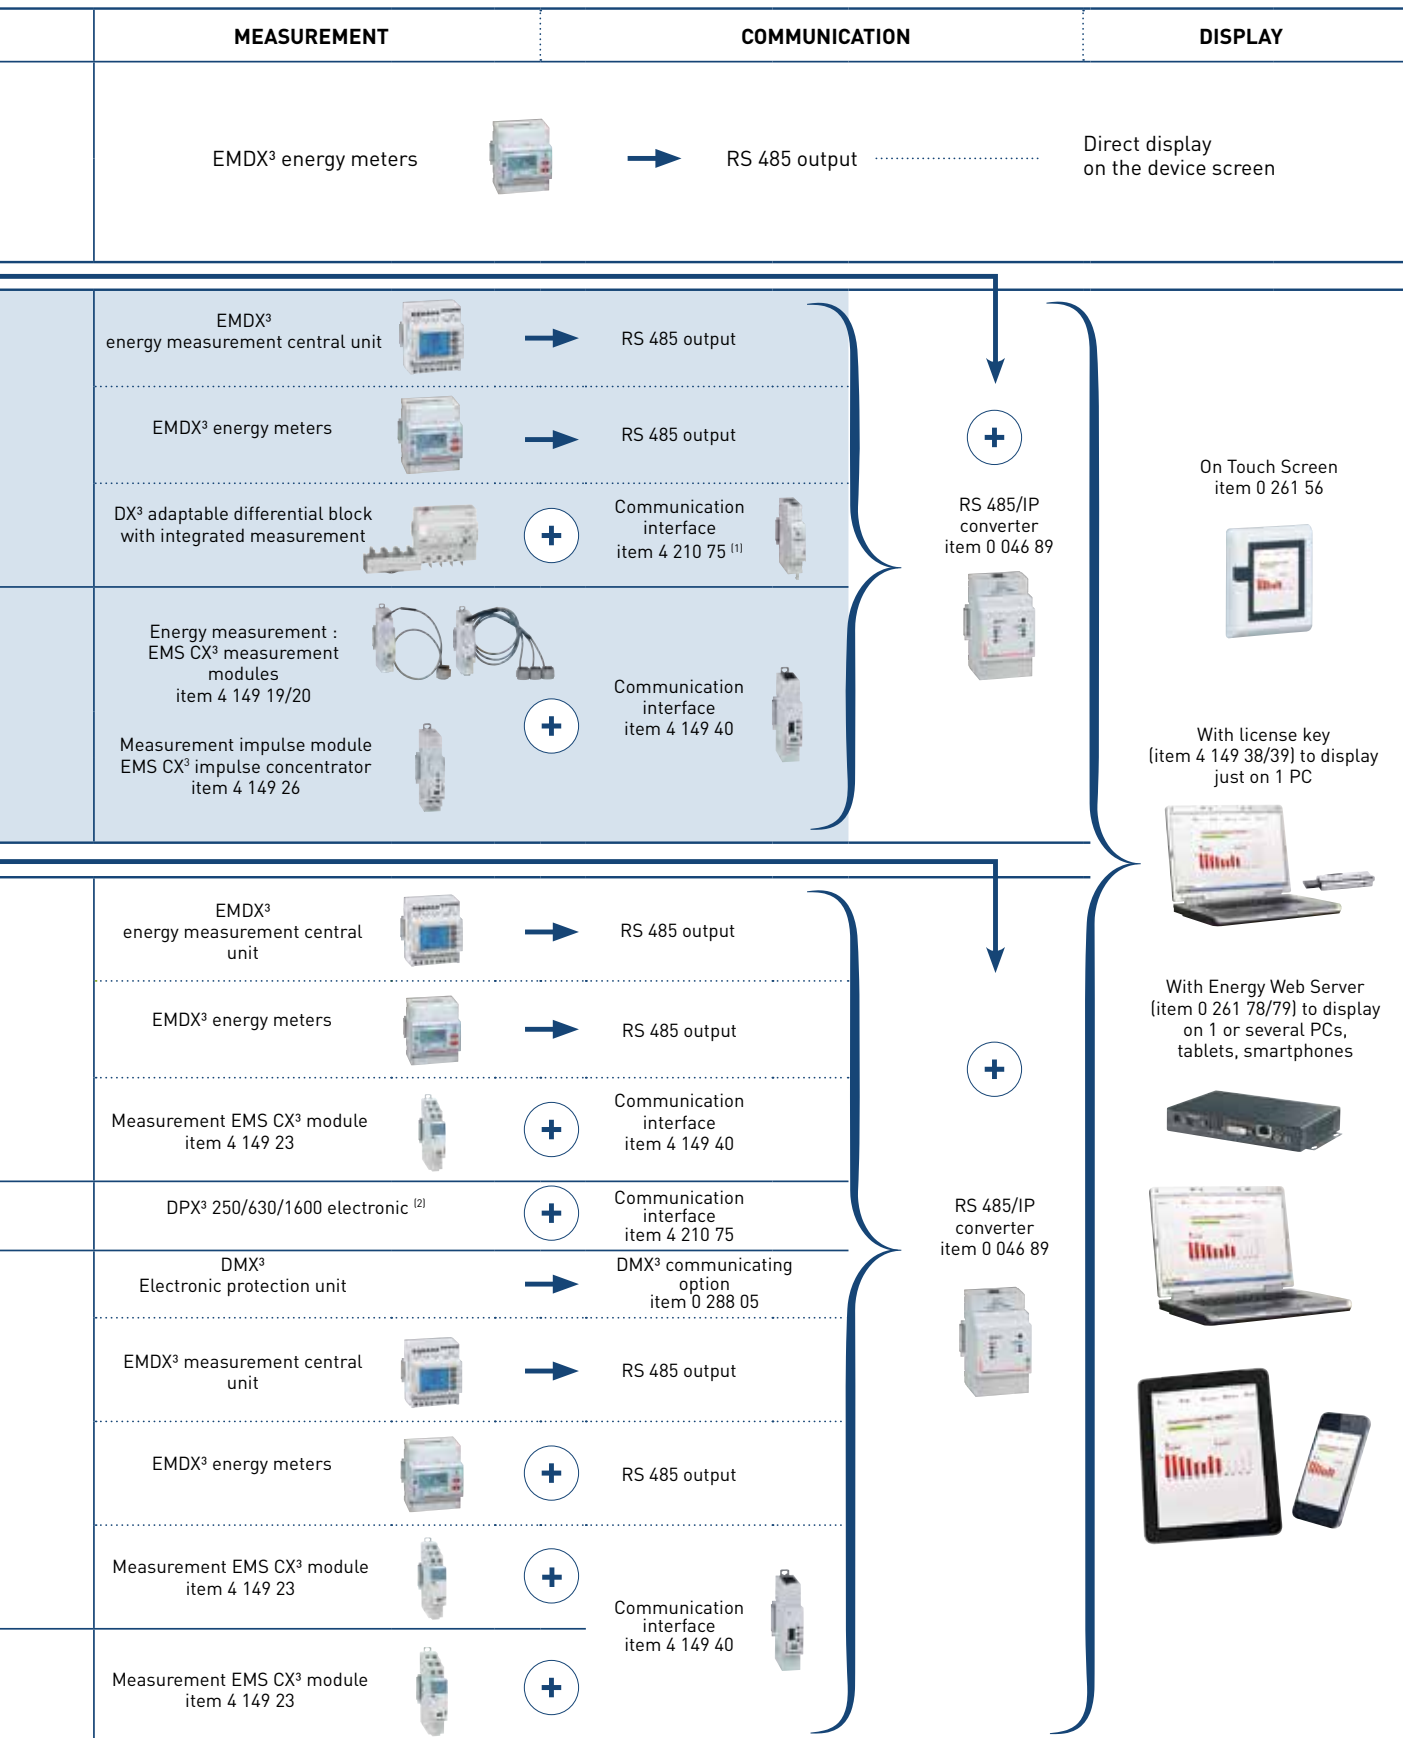 MEASUREMENT
COMMUNICATION
DISPLAY
EMDX³ energy meters
RS 485 output
Direct display
on the device screen
EMDX³
energy measurement central unit
RS 485 output
EMDX³ energy meters
RS 485 output
DX³ adaptable differential block
with integrated measurement
Communication
interface
item 4 210 75 (1)
Energy measurement :
EMS CX³ measurement
modules
item 4 149 19/20
Measurement impulse module
EMS CX³ impulse concentrator
item 4 149 26
Communication
interface
item 4 149 40
RS 485/IP
converter
item 0 046 89
On Touch Screen
item 0 261 56
With license key
(item 4 149 38/39) to display
just on 1 PC
With Energy Web Server
(item 0 261 78/79) to display
on 1 or several PCs,
tablets, smartphones
EMDX³
energy measurement central
unit
RS 485 output
EMDX³ energy meters
RS 485 output
Measurement EMS CX³ module
item 4 149 23
Communication
interface
item 4 149 40
DPX³ 250/630/1600 electronic (2)
Communication
interface
item 4 210 75
DMX³
Electronic protection unit
DMX³ communicating
option
item 0 288 05
EMDX³ measurement central
unit
RS 485 output
EMDX³ energy meters
RS 485 output
Measurement EMS CX³ module
item 4 149 23
Communication
interface
item 4 149 40
Measurement EMS CX³ module
item 4 149 23
RS 485/IP
converter
item 0 046 89